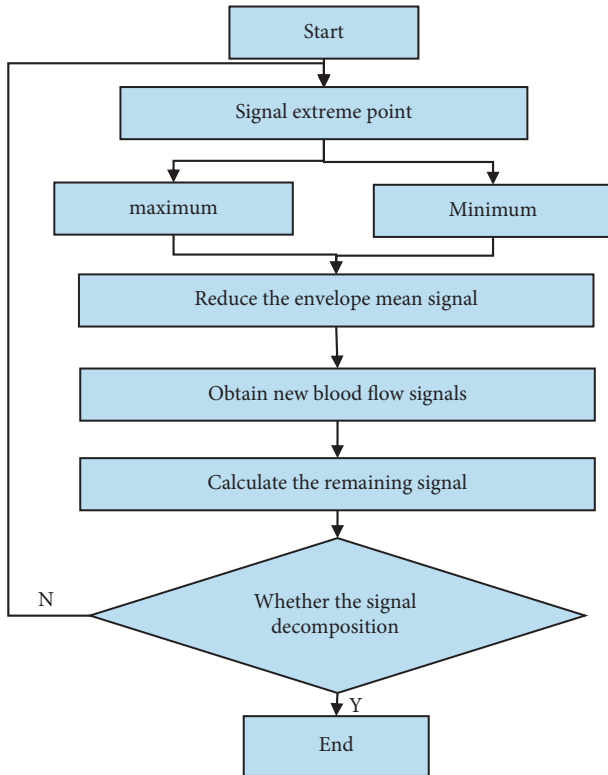 Start
Signal extreme point
maximum
Minimum
Reduce the envelope mean signal
Obtain new blood flow signals
Calculate the remaining signal
N
Whether the signal
decomposition
Y
End